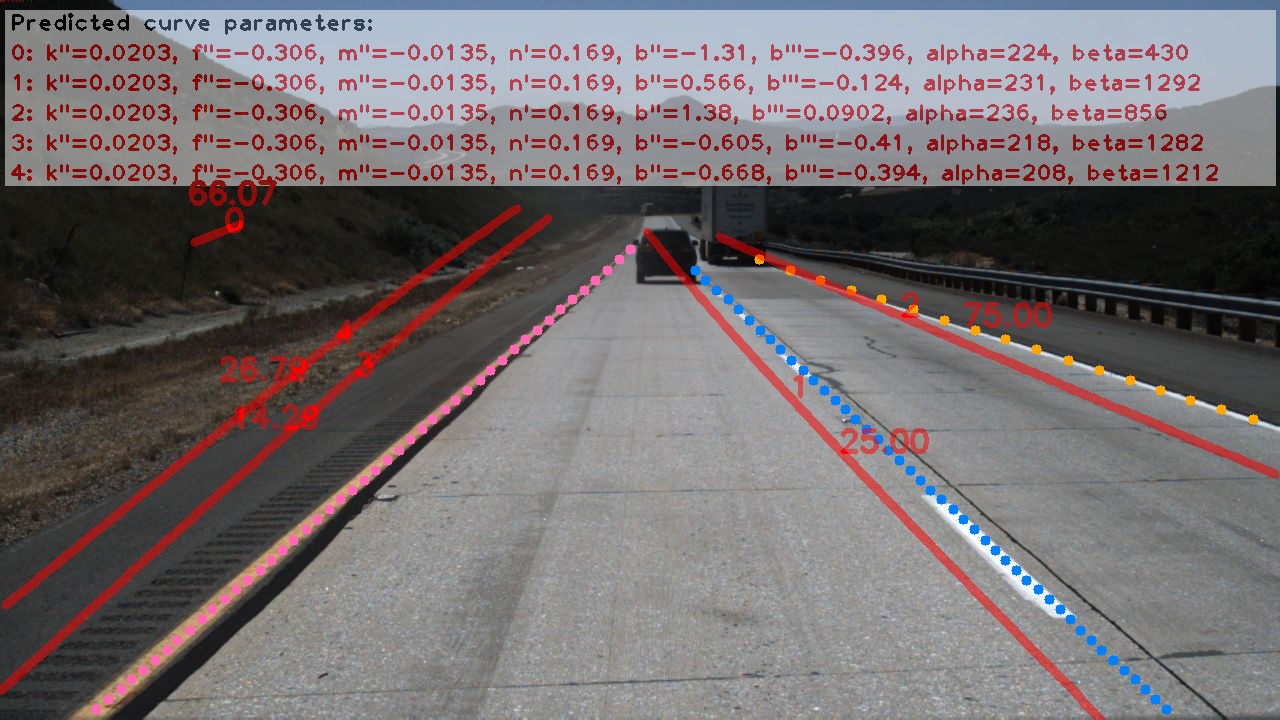 Predicted curve parameters:
0: k''=0.0203, f''=-0.306, m''=-0.0135, n'=0.169, b''=-1.31, b'''=-0.396, alpha=224, beta=430
1: k''=0.0203, f''=-0.306, m''=-0.0135, n'=0.169, b''=0.566, b'''=-0.124, alpha=231, beta=1292
2: k''=0.0203, f''=-0.306, m''=-0.0135, n'=0.169, b''=1.38, b'''=0.0902, alpha=236, beta=856
3: k''=0.0203, f''=-0.306, m''=-0.0135, n'=0.169, b''=-0.605, b'''=-0.41, alpha=218, beta=1282
4: k''=0.0203, f''=-0.306, m''=-0.0135, n'=0.169, b''=-0.668, b'''=-0.394, alpha=208, beta=1212
66.07
0
2 75.00
4
26.79 3
1
14.29
25.00